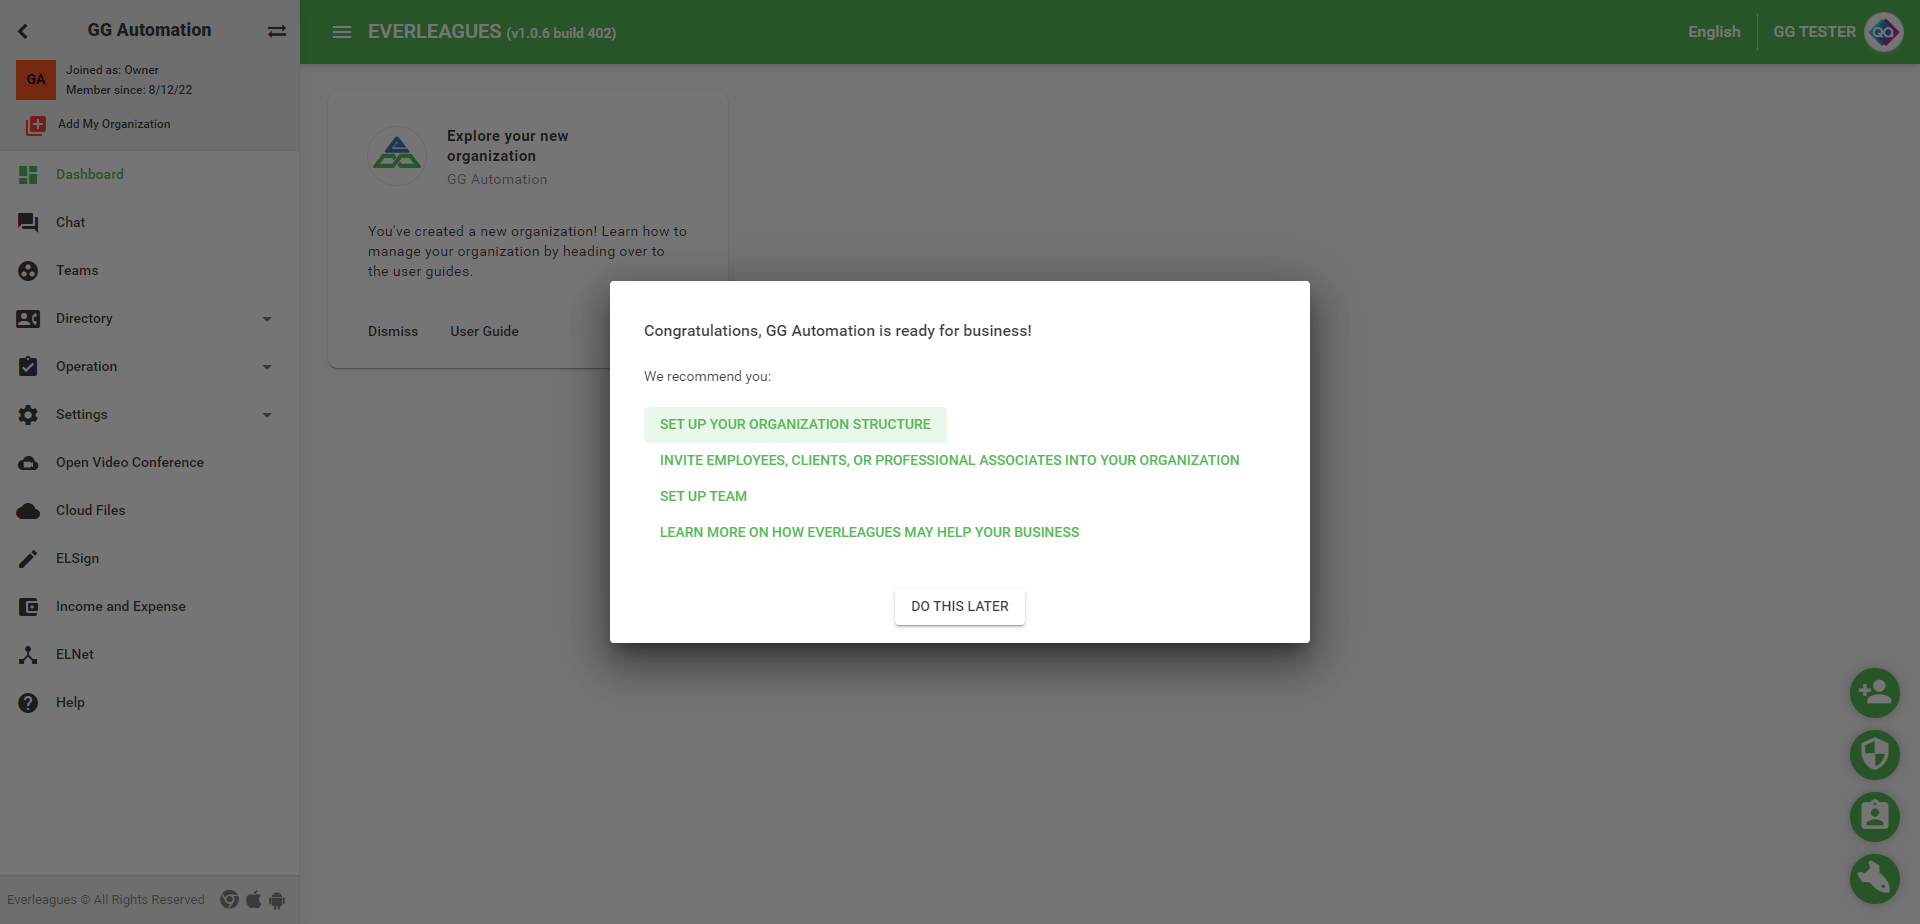 GG Automation
GA
Joined as: Owner
Member since: 8/12/22
Add My Organization
Dashboard
Chat
Teams
Directory
Operation
Settings
Open Video Conference
Cloud Files
ELSign
Income and Expense
ELNet
Help
Everleagues © All Rights Reserved
EVERLEAGUES (v1.0.6 build 402)
English
GG TESTER
QA
Explore your new
organization
GG Automation
You've created a new organization! Learn how to
manage your organization by heading over to
the user guides.
Dismiss
User Guide
Congratulations, GG Automation is ready for business!
We recommend you:
SET UP YOUR ORGANIZATION STRUCTURE
INVITE EMPLOYEES, CLIENTS, OR PROFESSIONAL ASSOCIATES INTO YOUR ORGANIZATION
SET UP TEAM
LEARN MORE ON HOW EVERLEAGUES MAY HELP YOUR BUSINESS
DO THIS LATER